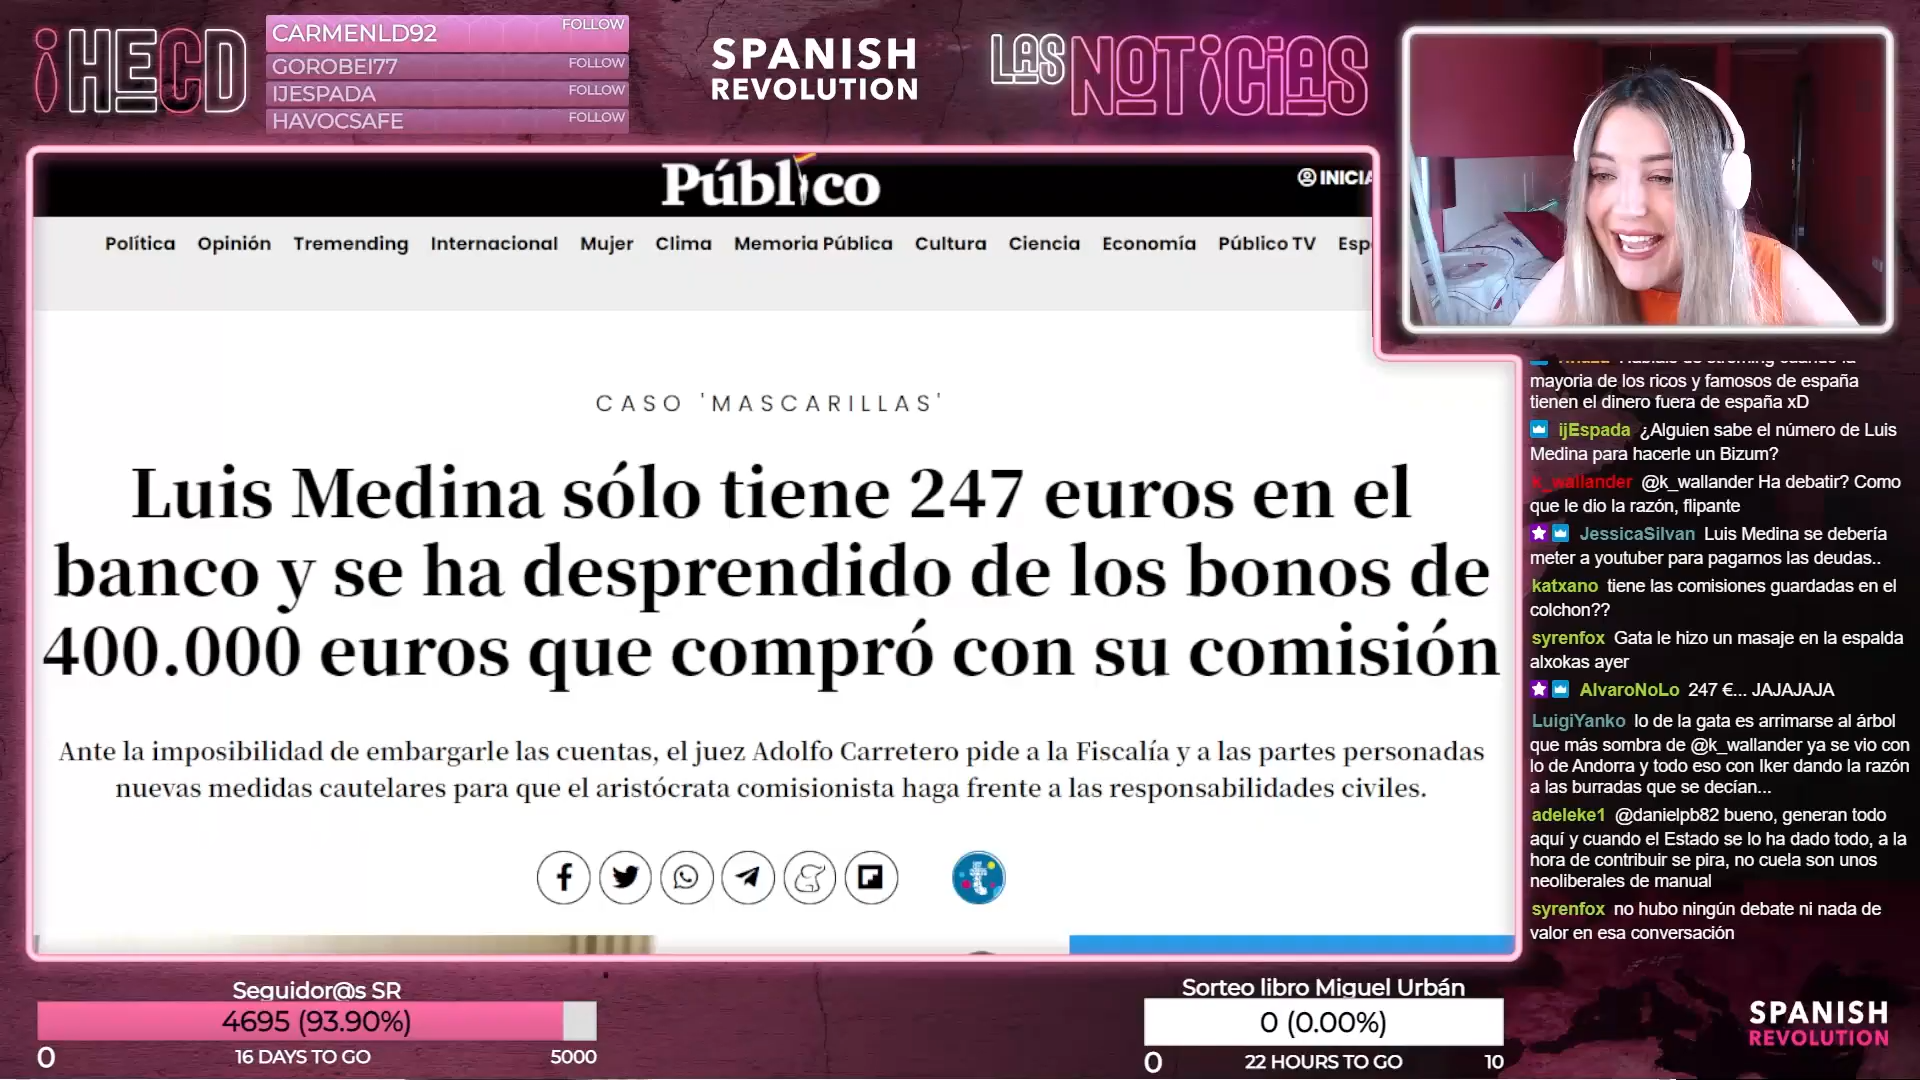 HECD
CARMENLD92 FOLLOW
GOROBEI77 FOLLOW
IJESPADA FOLLOW
HAVOCSAFE FOLLOW
SPANISH
REVOLUTION
LAS NOTICIAS
Público
INICIA
Política Opinión Tremending Internacional Mujer Clima Memoria Pública Cultura Ciencia Economía Público TV Esp
CASO 'MASCARILLAS'
Luis Medina sólo tiene 247 euros en el
banco y se ha desprendido de los bonos de
400.000 euros que compró con su comisión
Ante la imposibilidad de embargarle las cuentas, el juez Adolfo Carretero pide a la Fiscalía y a las partes personadas
nuevas medidas cautelares para que el aristócrata comisionista haga frente a las responsabilidades civiles.
mayoria de los ricos y famosos de españa
tienen el dinero fuera de españa xD
ijEspada ¿Alguien sabe el número de Luis
Medina para hacerle un Bizum?
k_wallander @k_wallander Ha debatir? Como
que le dio la razón, flipante
JessicaSilvan Luis Medina se debería
meter a youtuber para pagarnos las deudas..
katxano tiene las comisiones guardadas en el
colchon??
syrenfox Gata le hizo un masaje en la espalda
alxokas ayer
AlvaroNoLo 247 €... JAJAJAJA
LuigiYanko lo de la gata es arrimarse al árbol
que más sombra de @k_wallander ya se vio con
lo de Andorra y todo eso con Iker dando la razón
a las burradas que se decían...
adeleke1 @danielpb82 bueno, generan todo
aquí y cuando el Estado se lo ha dado todo, a la
hora de contribuir se pira, no cuela son unos
neoliberales de manual
syrenfox no hubo ningún debate ni nada de
valor en esa conversación
Seguidor@s SR
4695 (93.90%)
0 16 DAYS TO GO 5000
Sorteo libro Miguel Urbán
0 (0.00%)
0 22 HOURS TO GO 10
SPANISH
REVOLUTION